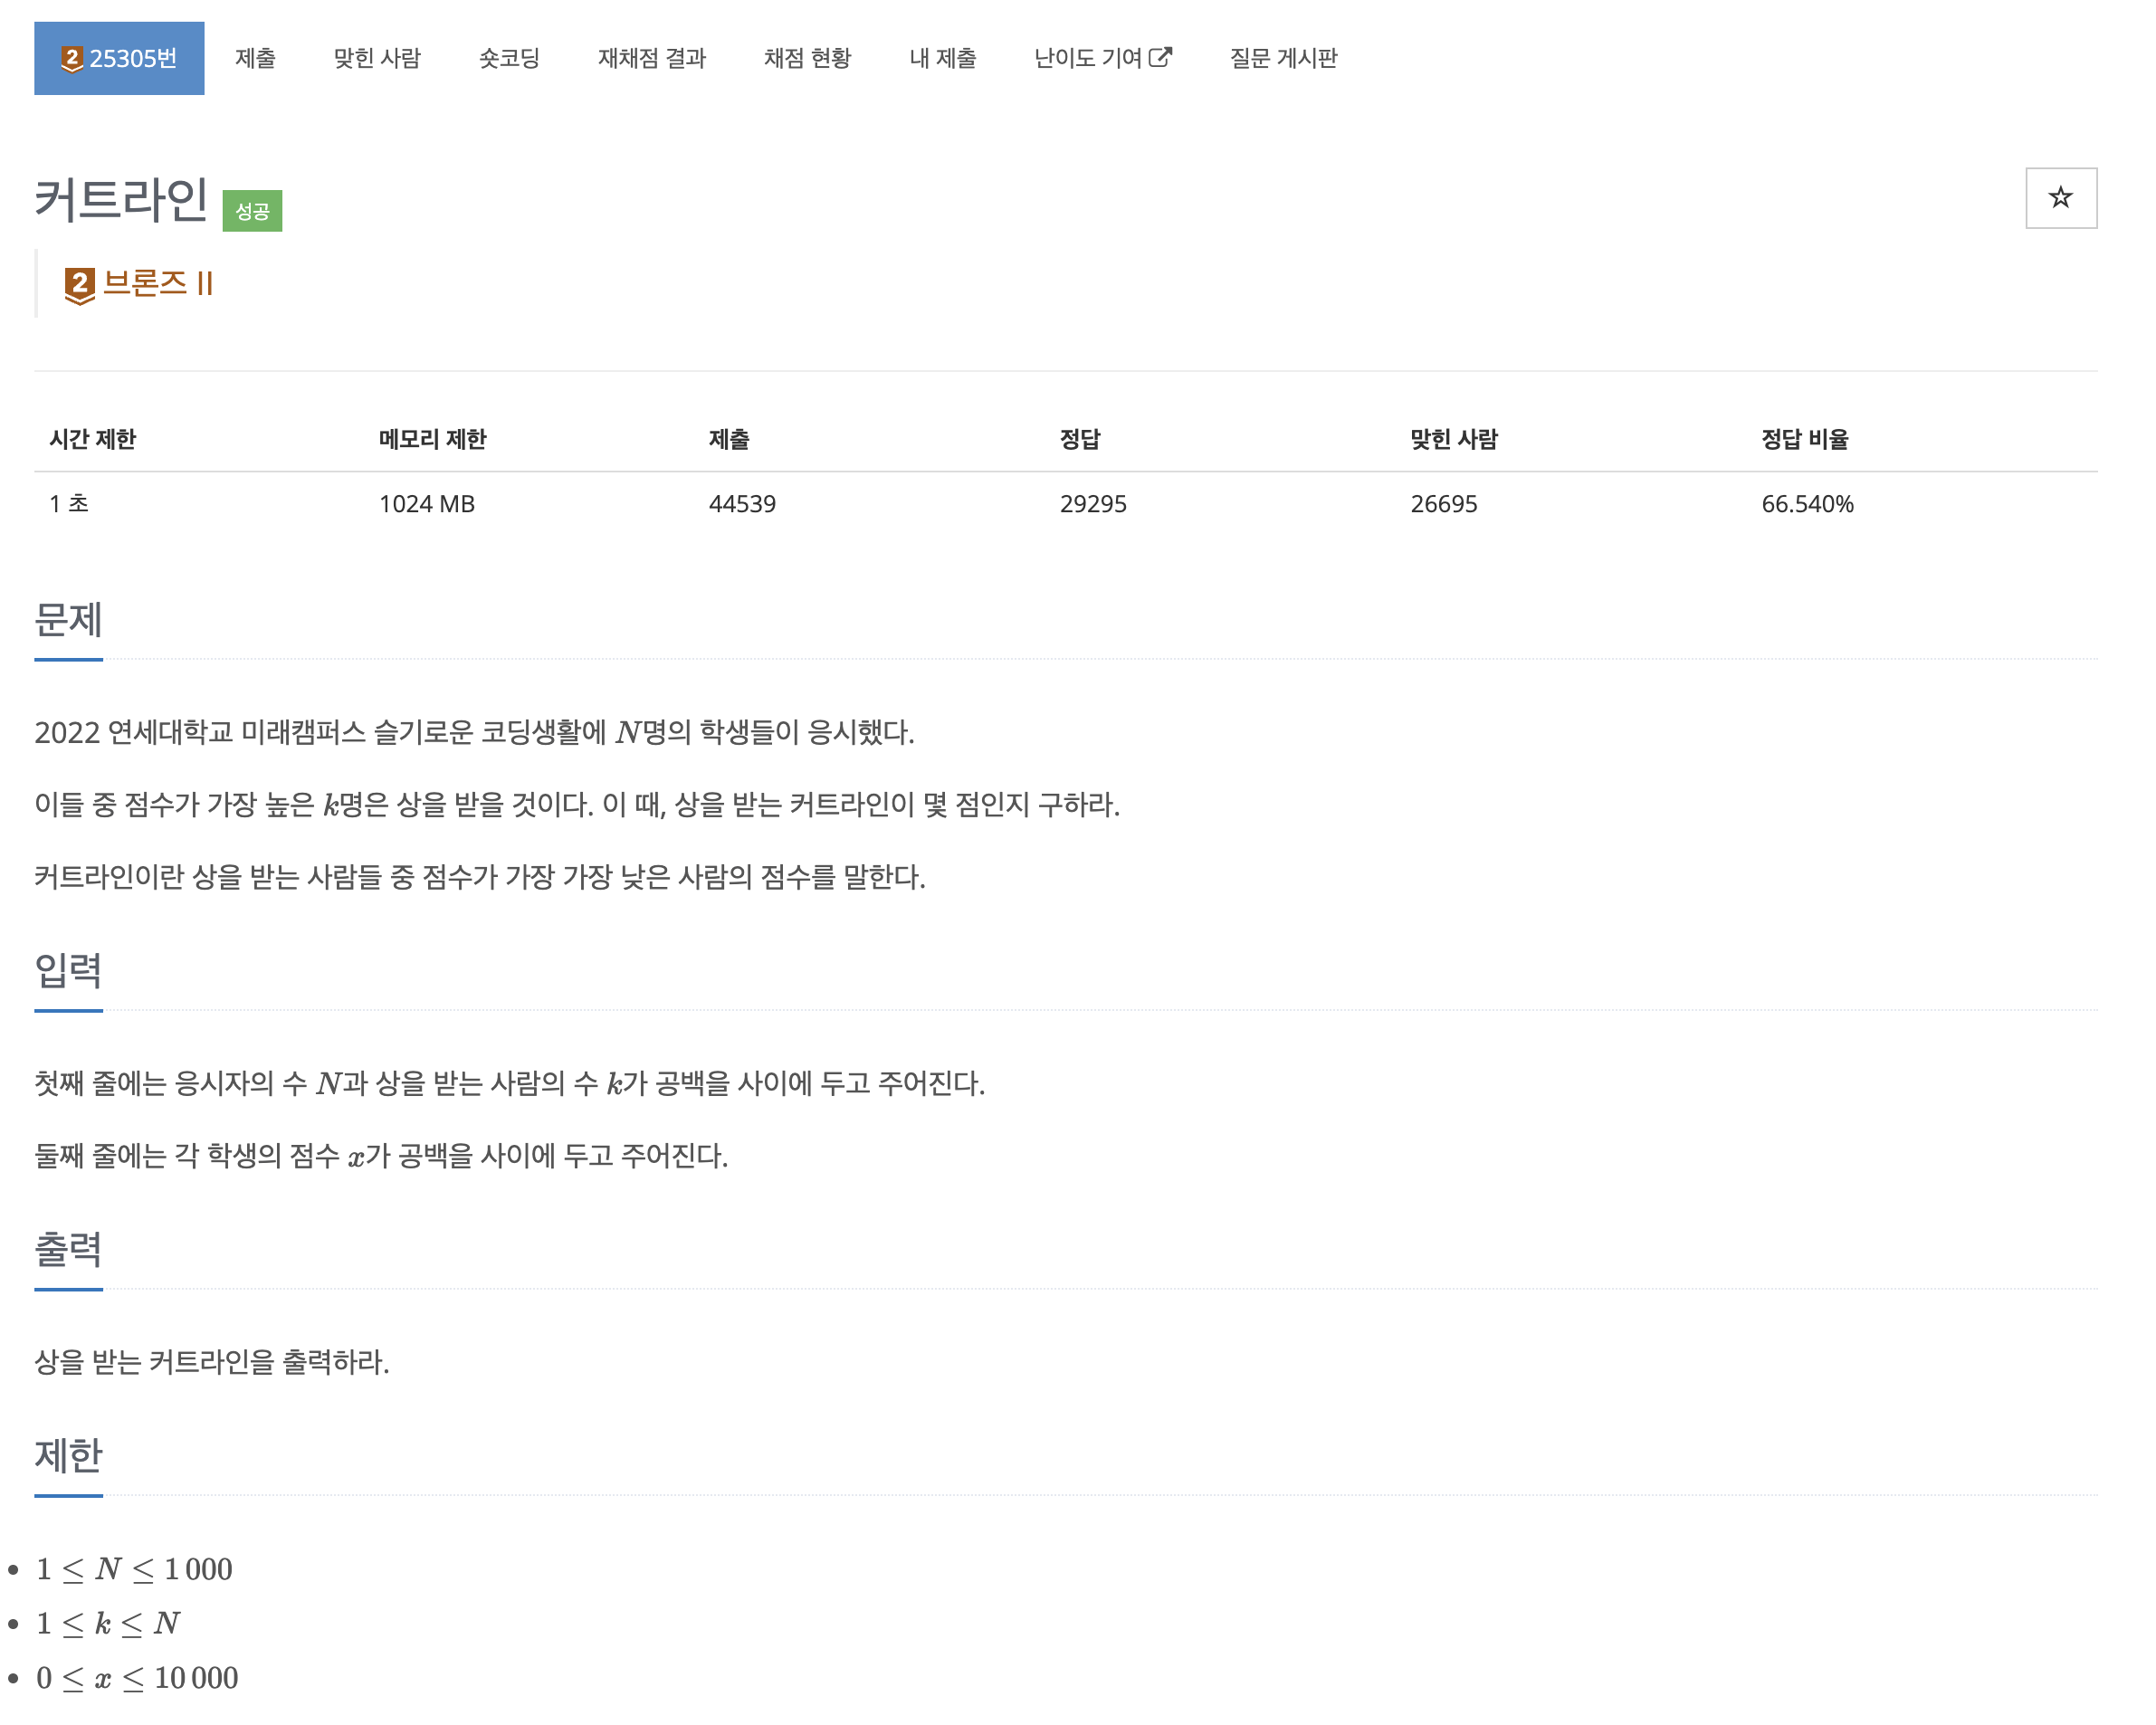 2 25305번 제출 맞힌 사람 숏코딩 재채점 결과 채점 현황 내 제출 난이도 기여 질문 게시판
커트라인 성공
2 브론즈 II
시간 제한 메모리 제한 제출 정답 맞힌 사람 정답 비율
1 초 1024 MB 44539 29295 26695 66.540%
문제
2022 연세대학교 미래캠퍼스 슬기로운 코딩생활에 N명의 학생들이 응시했다.
이들 중 점수가 가장 높은 k명은 상을 받을 것이다. 이 때, 상을 받는 커트라인이 몇 점인지 구하라.
커트라인이란 상을 받는 사람들 중 점수가 가장 가장 낮은 사람의 점수를 말한다.
입력
첫째 줄에는 응시자의 수 N과 상을 받는 사람의 수 k가 공백을 사이에 두고 주어진다.
둘째 줄에는 각 학생의 점수 x가 공백을 사이에 두고 주어진다.
출력
상을 받는 커트라인을 출력하라.
제한
• 1 ≤ N ≤ 1 000
• 1 ≤ k ≤ N
• 0 ≤ x ≤ 10 000